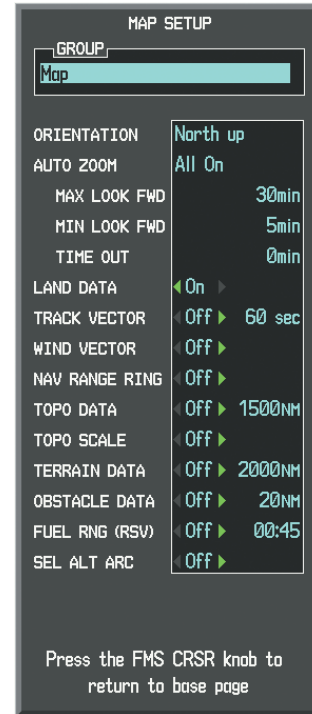 MAP SETUP
GROUP
Map
ORIENTATION North up
AUTO ZOOM All On
MAX LOOK FWD 30min
MIN LOOK FWD 5min
TIME OUT 0min
LAND DATA On
TRACK VECTOR Off 60 sec
WIND VECTOR Off
NAV RANGE RING Off
TOPO DATA Off 1500NM
TOPO SCALE Off
TERRAIN DATA Off 2000NM
OBSTACLE DATA Off 20NM
FUEL RNG (RSV) Off 00:45
SEL ALT ARC Off
Press the FMS CRSR knob to
return to base page